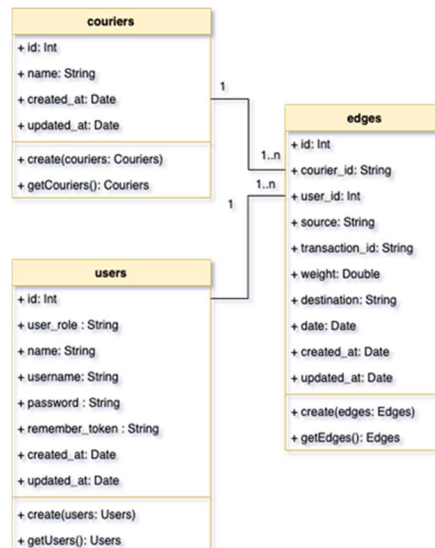 couriers
+ id: Int
+ name: String
+ created_at: Date
+ updated_at: Date
+ create(couriers: Couriers)
+ getCouriers(): Couriers
1
1..n
edges
+ id: Int
+ courier_id: String
+ user_id: Int
+ source: String
+ transaction_id: String
+ weight: Double
+ destination: String
+ date: Date
+ created_at: Date
+ updated_at: Date
+ create(edges: Edges)
+ getEdges(): Edges
1..n
1
users
+ id: Int
+ user_role : String
+ name: String
+ username: String
+ password : String
+ remember_token : String
+ created_at: Date
+ updated_at: Date
+ create(users: Users)
+ getUsers(): Users